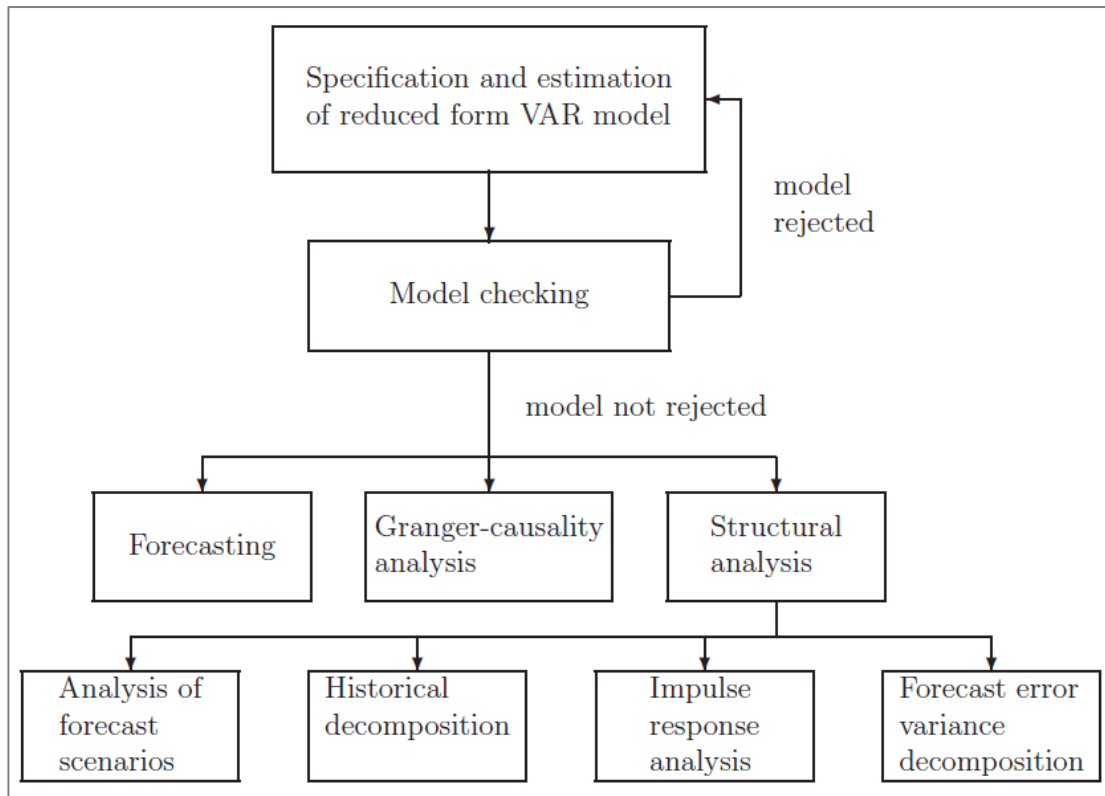 Specification and estimation
of reduced form VAR model
model
rejected
Model checking
model not rejected
Forecasting
Granger-causality
analysis
Structural
analysis
Analysis of
forecast
scenarios
Historical
decomposition
Impulse
response
analysis
Forecast error
variance
decomposition